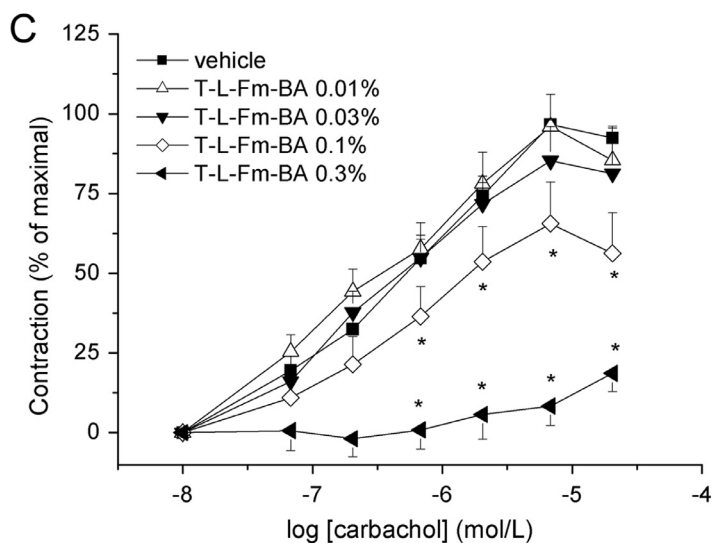 C
125
100
75
50
25
0
Contraction (% of maximal)
vehicle
T-L-Fm-BA 0.01%
T-L-Fm-BA 0.03%
T-L-Fm-BA 0.1%
T-L-Fm-BA 0.3%
* * *
* * * *
-8 -7 -6 -5 -4
log [carbachol] (mol/L)